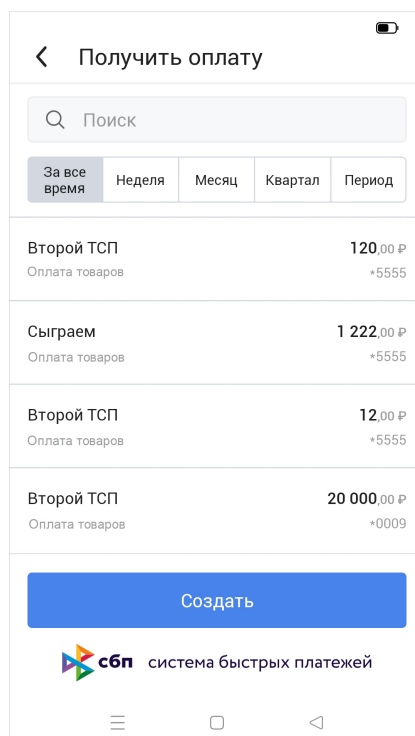 Получить оплату
Поиск
За все
время
Неделя
Месяц
Квартал
Период
Второй ТСП
120,00 ₽
Оплата товаров
*5555
Сыграем
1 222,00 ₽
Оплата товаров
*5555
Второй ТСП
12,00 ₽
Оплата товаров
*5555
Второй ТСП
20 000,00 ₽
Оплата товаров
*0009
Создать
сбп система быстрых платежей